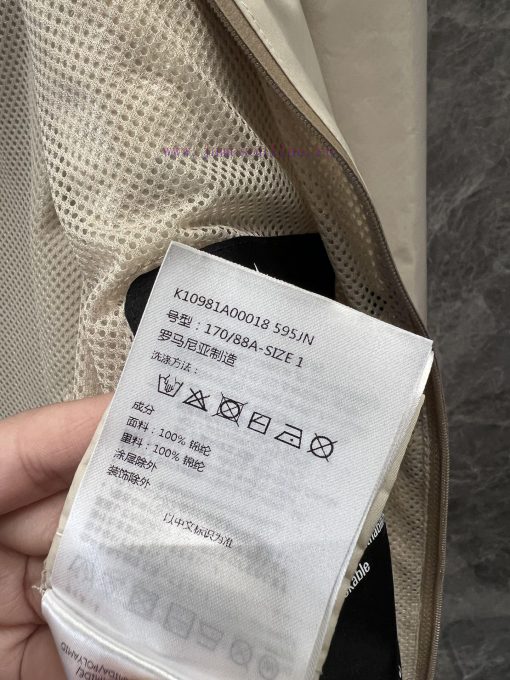 K10981A00018 595JN
号型：170/88A-SIZE 1
罗马尼亚制造
洗涤方法：
成分
面料：100% 锦纶
里料：100% 锦纶
涂层除外
装饰除外
以中文标识为准